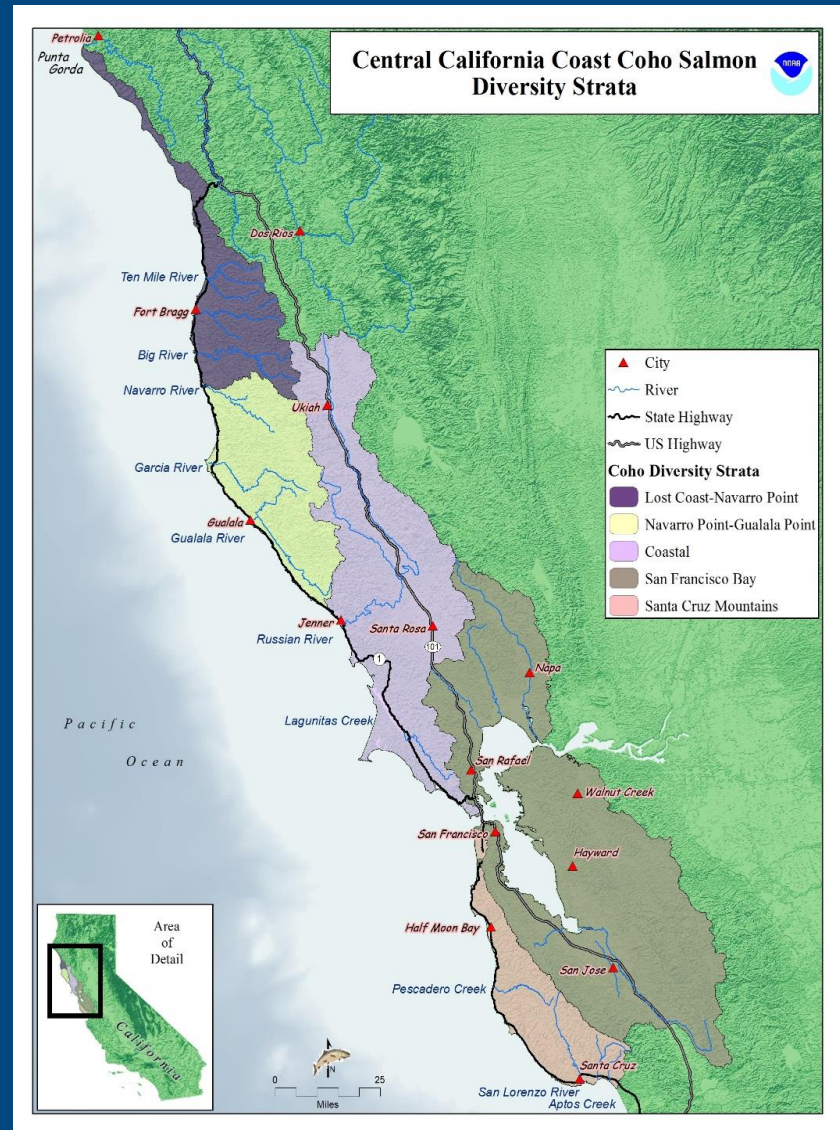 Central California Coast Coho Salmon
Diversity Strata
NOAA
Petrolia
Punta
Gorda
Dos Rios
Ten Mile River
Fort Bragg
Big River
Navarro River
Ukiah
Garcia River
Gualala
Gualala River
Jenner
Russian River
Santa Rosa
1
101
Napa
Lagunitas Creek
Pacific
Ocean
San Rafael
Walnut Creek
San Francisco
Hayward
Half Moon Bay
San Jose
Pescadero Creek
Santa Cruz
San Lorenzo River
Aptos Creek
City
River
State Highway
US Highway
Coho Diversity Strata
Lost Coast-Navarro Point
Navarro Point-Gualala Point
Coastal
San Francisco Bay
Santa Cruz Mountains
Area
of
Detail
California
N
0 25
Miles